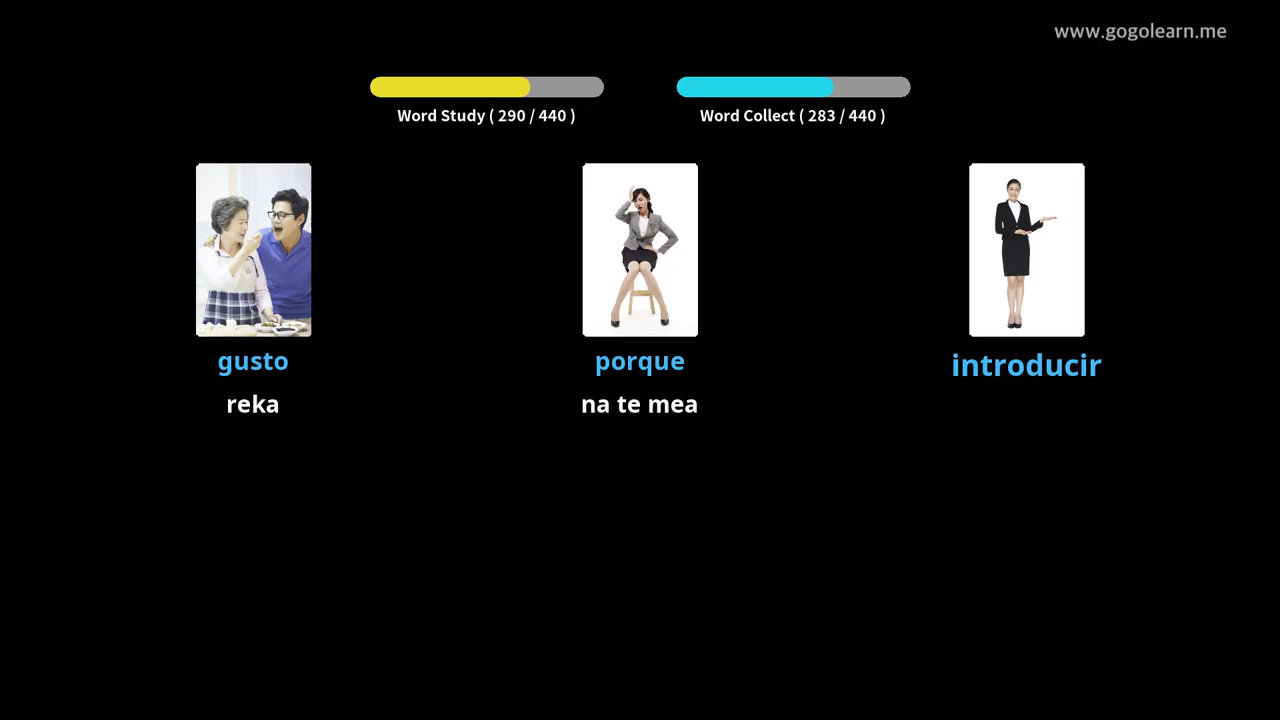 www.gogolearn.me
Word Study ( 290 / 440 )
Word Collect ( 283 / 440 )
gusto
porque
introducir
reka
na te mea